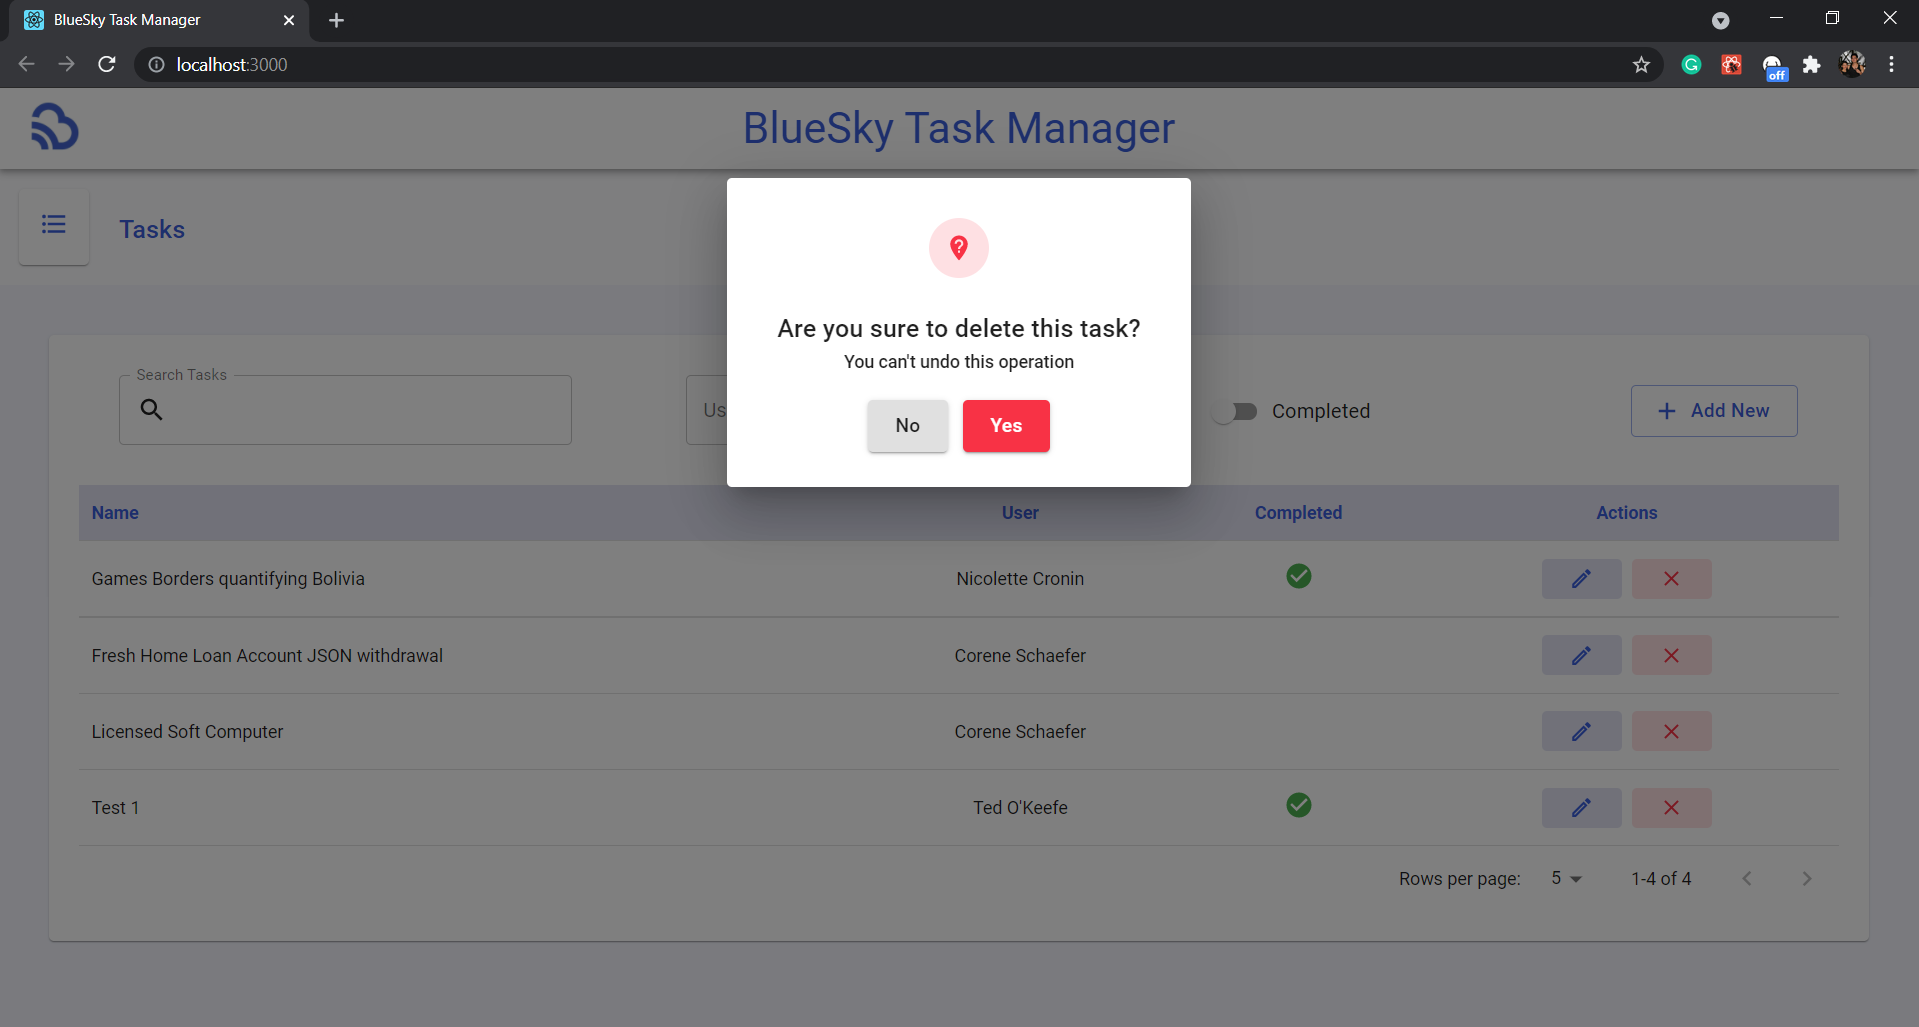 BlueSky Task Manager
localhost:3000
off
BlueSky Task Manager
Tasks
Are you sure to delete this task?
You can't undo this operation
No
Yes
Search Tasks
Us
Completed
Add New
Name User Completed Actions
Games Borders quantifying Bolivia Nicolette Cronin
Fresh Home Loan Account JSON withdrawal Corene Schaefer
Licensed Soft Computer Corene Schaefer
Test 1 Ted O'Keefe
Rows per page: 5 1-4 of 4